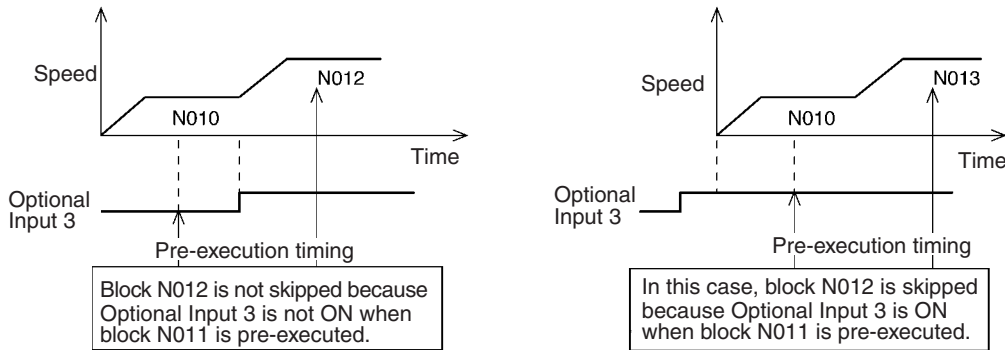 Speed
N012
N010
Time
Optional
Input 3
Pre-execution timing
Block N012 is not skipped because
Optional Input 3 is not ON when
block N011 is pre-executed.
Speed
N013
N010
Time
Optional
Input 3
Pre-execution timing
In this case, block N012 is skipped
because Optional Input 3 is ON
when block N011 is pre-executed.